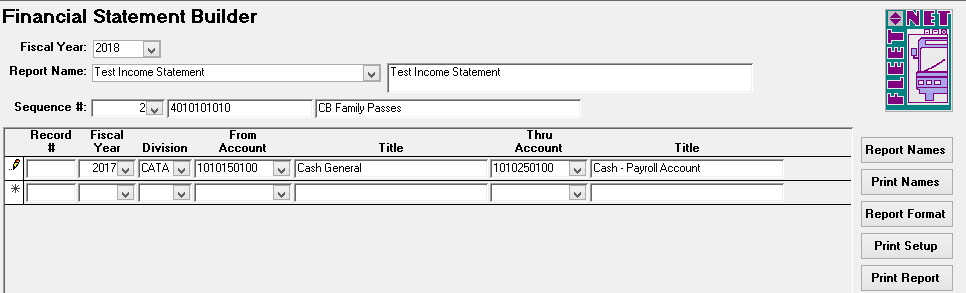 Financial Statement Builder
FLEET NET
Fiscal Year: 2018
Report Name: Test Income Statement Test Income Statement
Sequence #: 2 4010101010 CB Family Passes
Record # Fiscal Year Division From Account Title Thru Account Title
2017 CATA 1010150100 Cash General 1010250100 Cash - Payroll Account
Report Names
Print Names
Report Format
Print Setup
Print Report